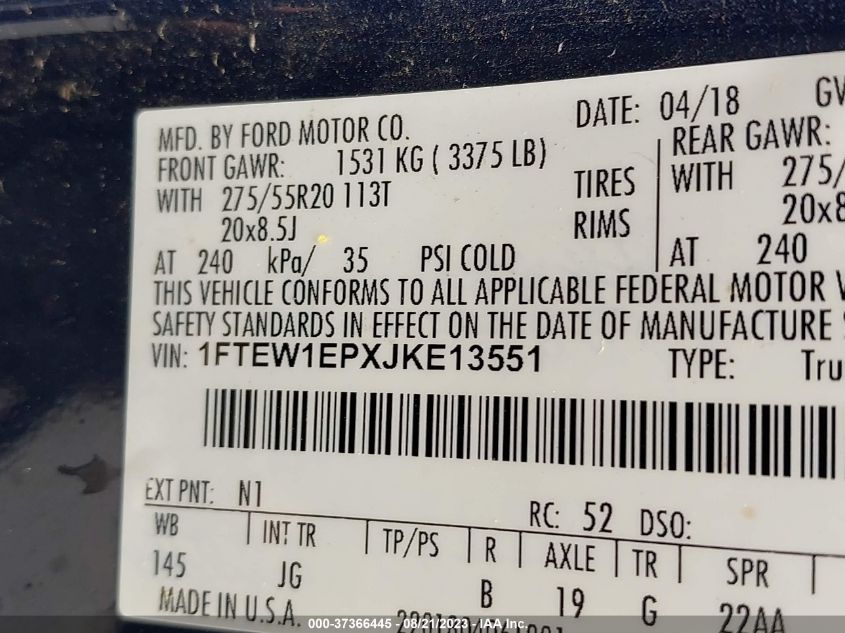 MFD. BY FORD MOTOR CO. DATE: 04/18 GV
FRONT GAWR: 1531 KG ( 3375 LB) REAR GAWR:
WITH 275/55R20 113T TIRES WITH 275/
20x8.5J RIMS 20x8
AT 240 kPa/ 35 PSI COLD AT 240
THIS VEHICLE CONFORMS TO ALL APPLICABLE FEDERAL MOTOR V
SAFETY STANDARDS IN EFFECT ON THE DATE OF MANUFACTURE
VIN: 1FTEW1EPXJKE13551 TYPE: Tru
EXT PNT: N1 RC: 52 DSO:
WB INT TR TP/PS R AXLE TR SPR
145 JG B 19 G 22AA
MADE IN U.S.A.
000-37366445 - 08/21/2023 - IAA Inc.